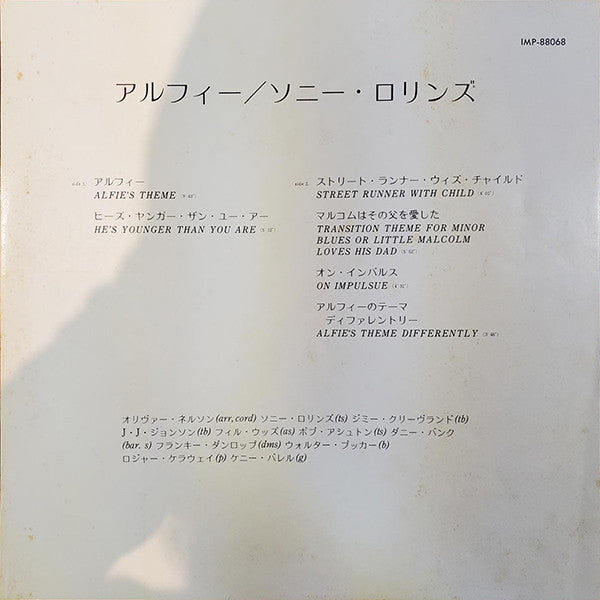 IMP-88068
アルフィー／ソニー・ロリンズ
side 1. アルフィー
ALFIE'S THEME
ヒーズ・ヤンガー・ザン・ユー・アー
HE'S YOUNGER THAN YOU ARE
side 2. ストリート・ランナー・ウィズ・チャイルド
STREET RUNNER WITH CHILD
マルコムはその父を愛した
TRANSITION THEME FOR MINOR
BLUES OR LITTLE MALCOLM
LOVES HIS DAD
オン・インパルス
ON IMPULSUE
アルフィーのテーマ
ディファレントリー
ALFIE'S THEME DIFFERENTLY
オリヴァー・ネルソン(arr, cord) ソニー・ロリンズ(ts) ジミー・クリーヴランド(tb)
J・J・ジョンソン(tb) フィル・ウッズ(as) ボブ・アシュトン(ts) ダニー・バンク
(bar. s) フランキー・ダンロップ(dms) ウォルター・ブッカー(b)
ロジャー・ケラウェイ(p) ケニー・バレル(g)